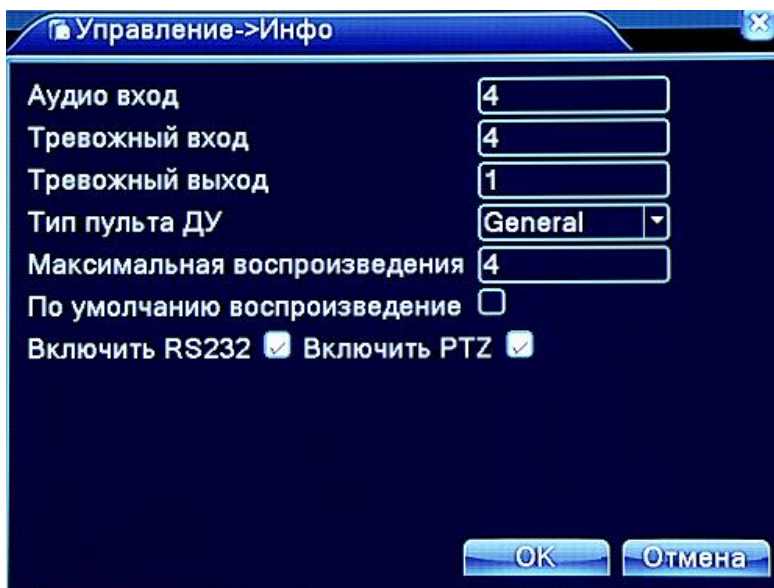 Управление->Инфо
Аудио вход 4
Тревожный вход 4
Тревожный выход 1
Тип пульта ДУ General
Максимальная воспроизведения 4
По умолчанию воспроизведение
Включить RS232 Включить PTZ
OK Отмена